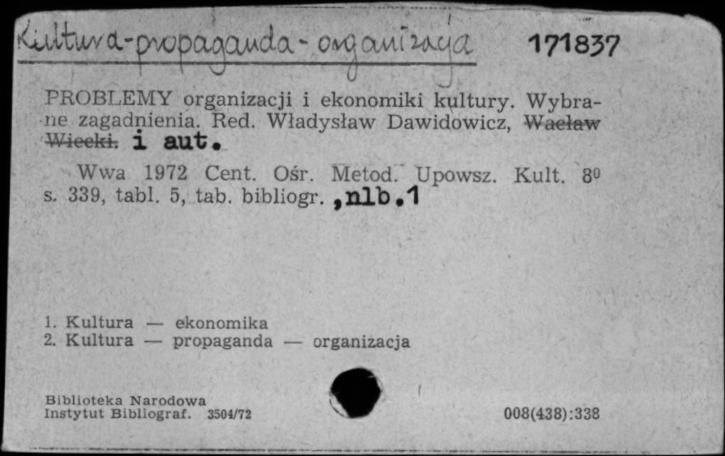 Kultura-propaganda-organizacja 171837
PROBLEMY organizacji i ekonomiki kultury. Wybra-
ne zagadnienia. Red. Władysław Dawidowicz, Wacław
Wiecki. i aut.
Wwa 1972 Cent. Ośr. Metod. Upowsz. Kult. 8º
s. 339, tabl. 5, tab. bibliogr. ,nlb.1
1. Kultura — ekonomika
2. Kultura — propaganda — organizacja
Biblioteka Narodowa
Instytut Bibliograf. 3504/72 008(438):338